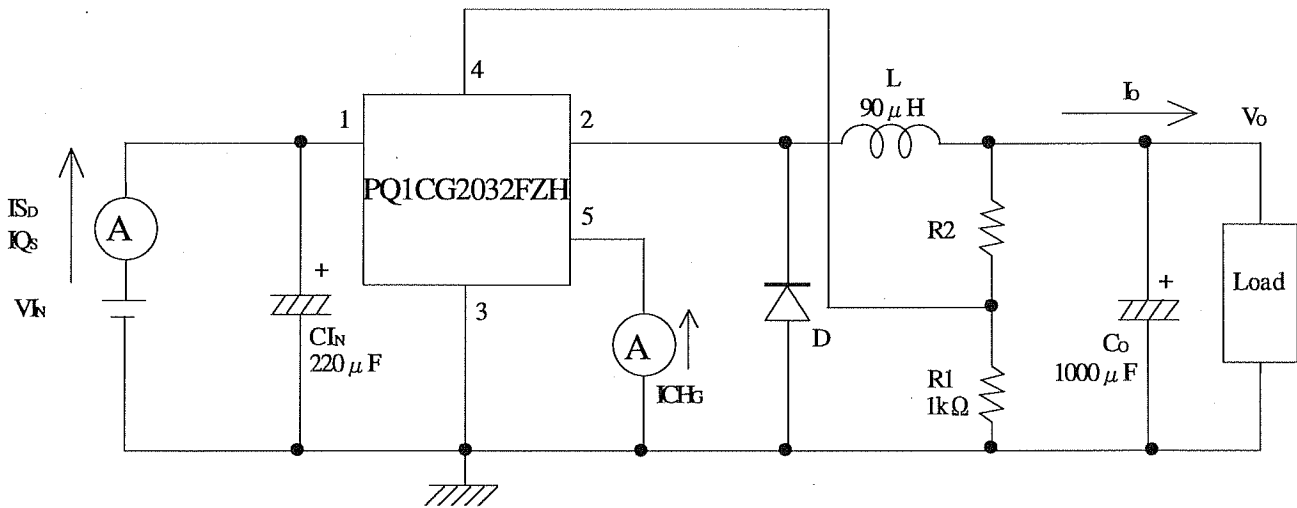 4
L
90μH
Io
Vo
1
2
PQ1CG2032FZH
5
ISD
IQS
A
R2
+
+
Load
VIN
3
A
D
CIN
220μF
Co
1000μF
ICHG
R1
1kΩ